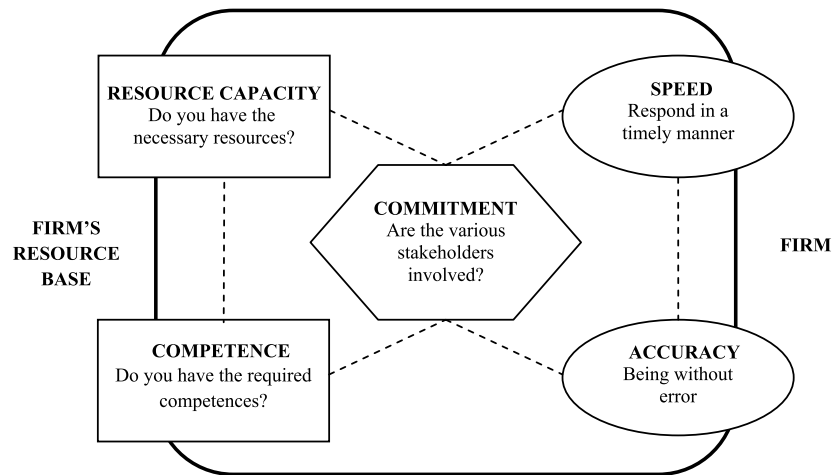 RESOURCE CAPACITY
Do you have the
necessary resources?
SPEED
Respond in a
timely manner
COMMITMENT
Are the various
stakeholders
involved?
FIRM’S
RESOURCE
BASE
FIRM
COMPETENCE
Do you have the required
competences?
ACCURACY
Being without
error